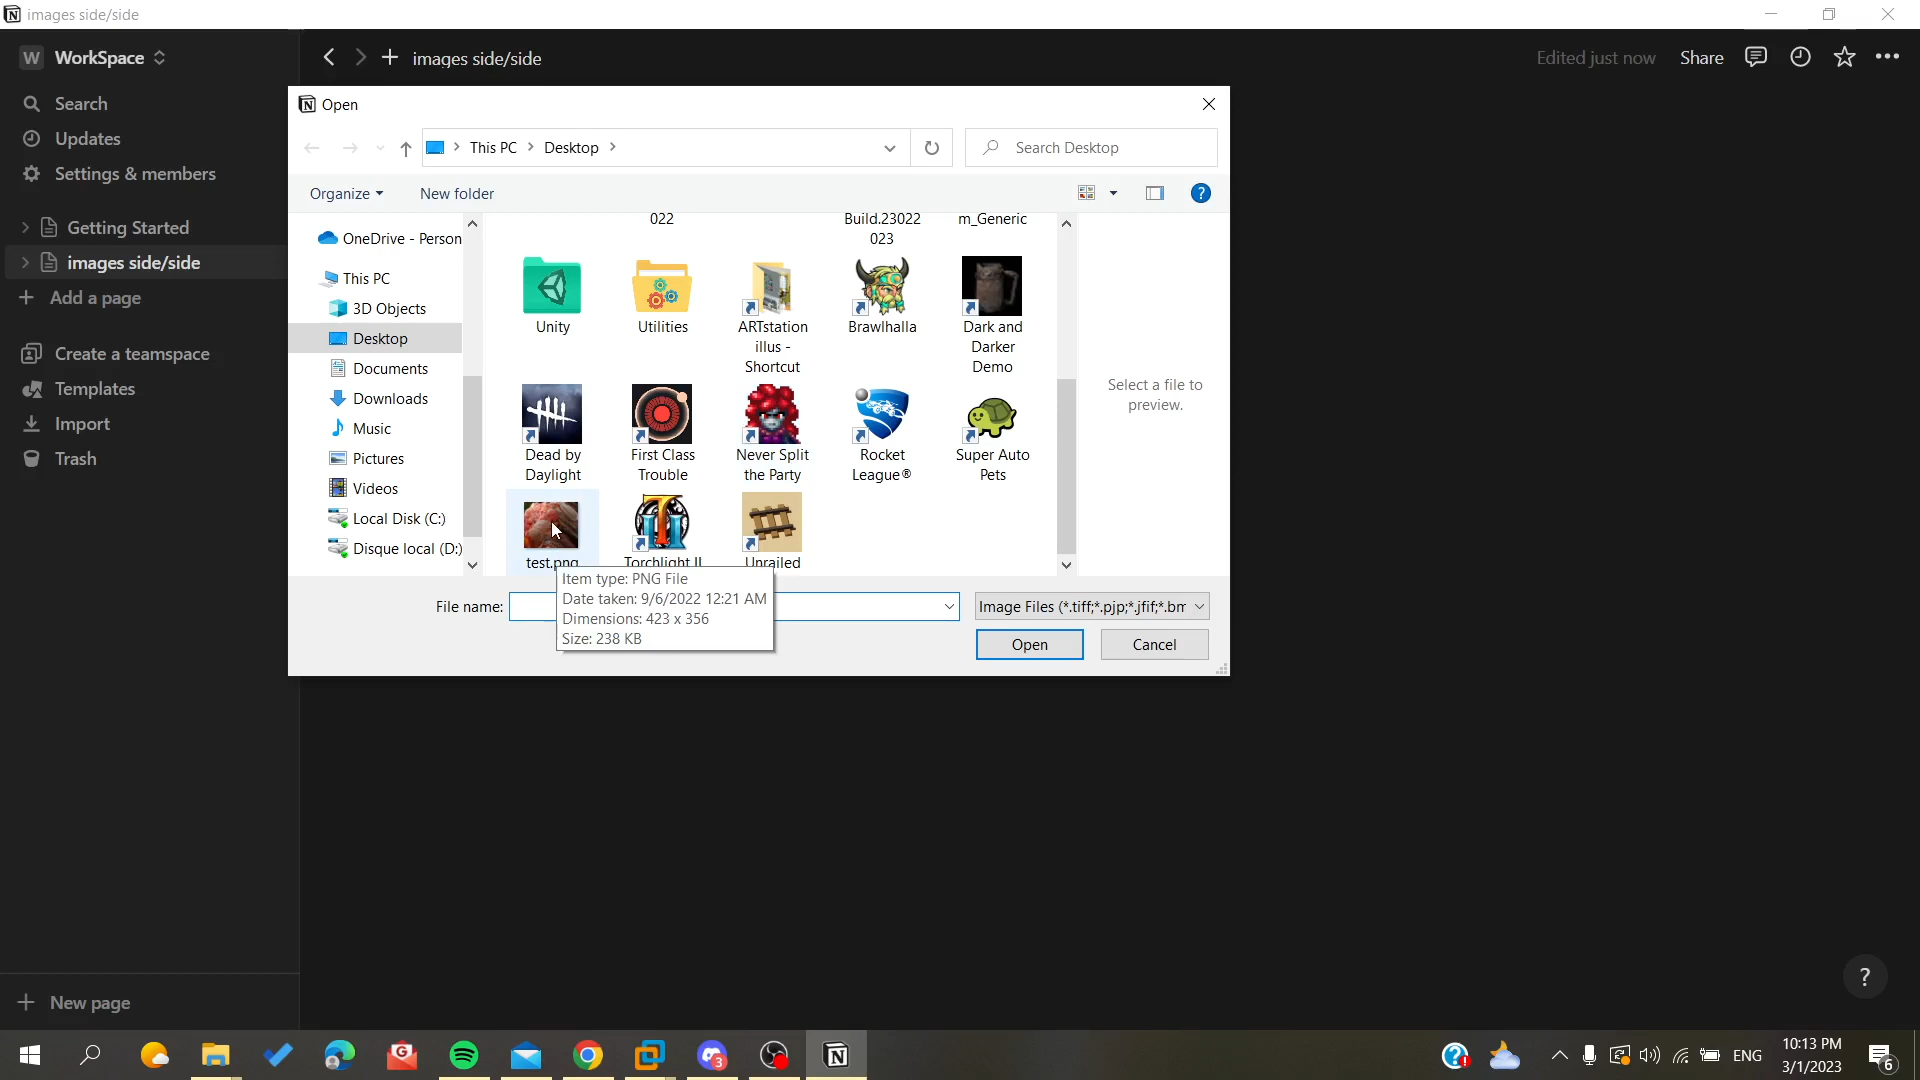 images side/side
W WorkSpace
images side/side
Edited just now
Share
Search
Updates
Settings & members
Getting Started
images side/side
Add a page
Create a teamspace
Templates
Import
Trash
New page
Open
This PC
Desktop
Search Desktop
Organize
New folder
OneDrive - Person
This PC
3D Objects
Desktop
Documents
Downloads
Music
Pictures
Videos
Local Disk (C:)
Disque local (D:)
022
Build.23022
023
m_Generic
Unity
Utilities
ARTstation
illus -
Shortcut
Brawlhalla
Dark and
Darker
Demo
Dead by
Daylight
First Class
Trouble
Never Split
the Party
Rocket
League®
Super Auto
Pets
test.png
Torchlight II
Unrailed
Select a file to
preview.
Item type: PNG File
Date taken: 9/6/2022 12:21 AM
Dimensions: 423 x 356
Size: 238 KB
File name:
Image Files (*.tiff;*.pjp;*.jfif;*.bm
Open
Cancel
?
3
ENG
10:13 PM
3/1/2023
6